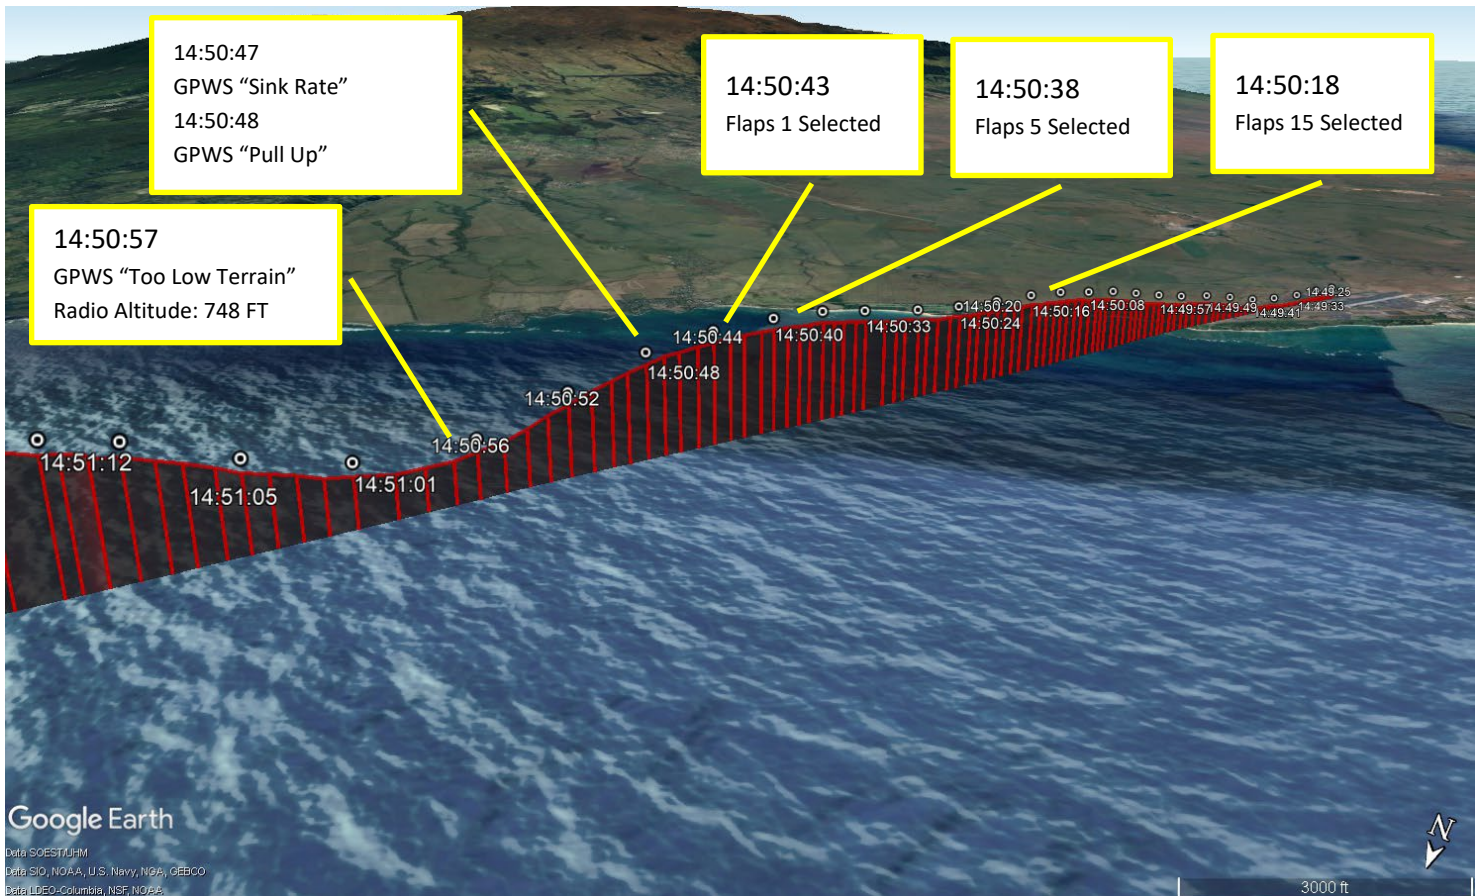 14:50:47
GPWS “Sink Rate”
14:50:48
GPWS “Pull Up”
14:50:43
Flaps 1 Selected
14:50:38
Flaps 5 Selected
14:50:18
Flaps 15 Selected
14:50:57
GPWS “Too Low Terrain”
Radio Altitude: 748 FT
14:51:12
14:51:05
14:51:01
14:50:56
14:50:52
14:50:48
14:50:44
14:50:40
14:50:33
14:50:24
14:50:20
14:50:16
14:50:08
14:49:57
14:49:49
14:49:41
14:49:33
14:49:25
Google Earth
Data SOEST/UHM
Data SIO, NOAA, U.S. Navy, NGA, GEBCO
Data LDEO-Columbia, NSF, NOAA
N
3000 ft